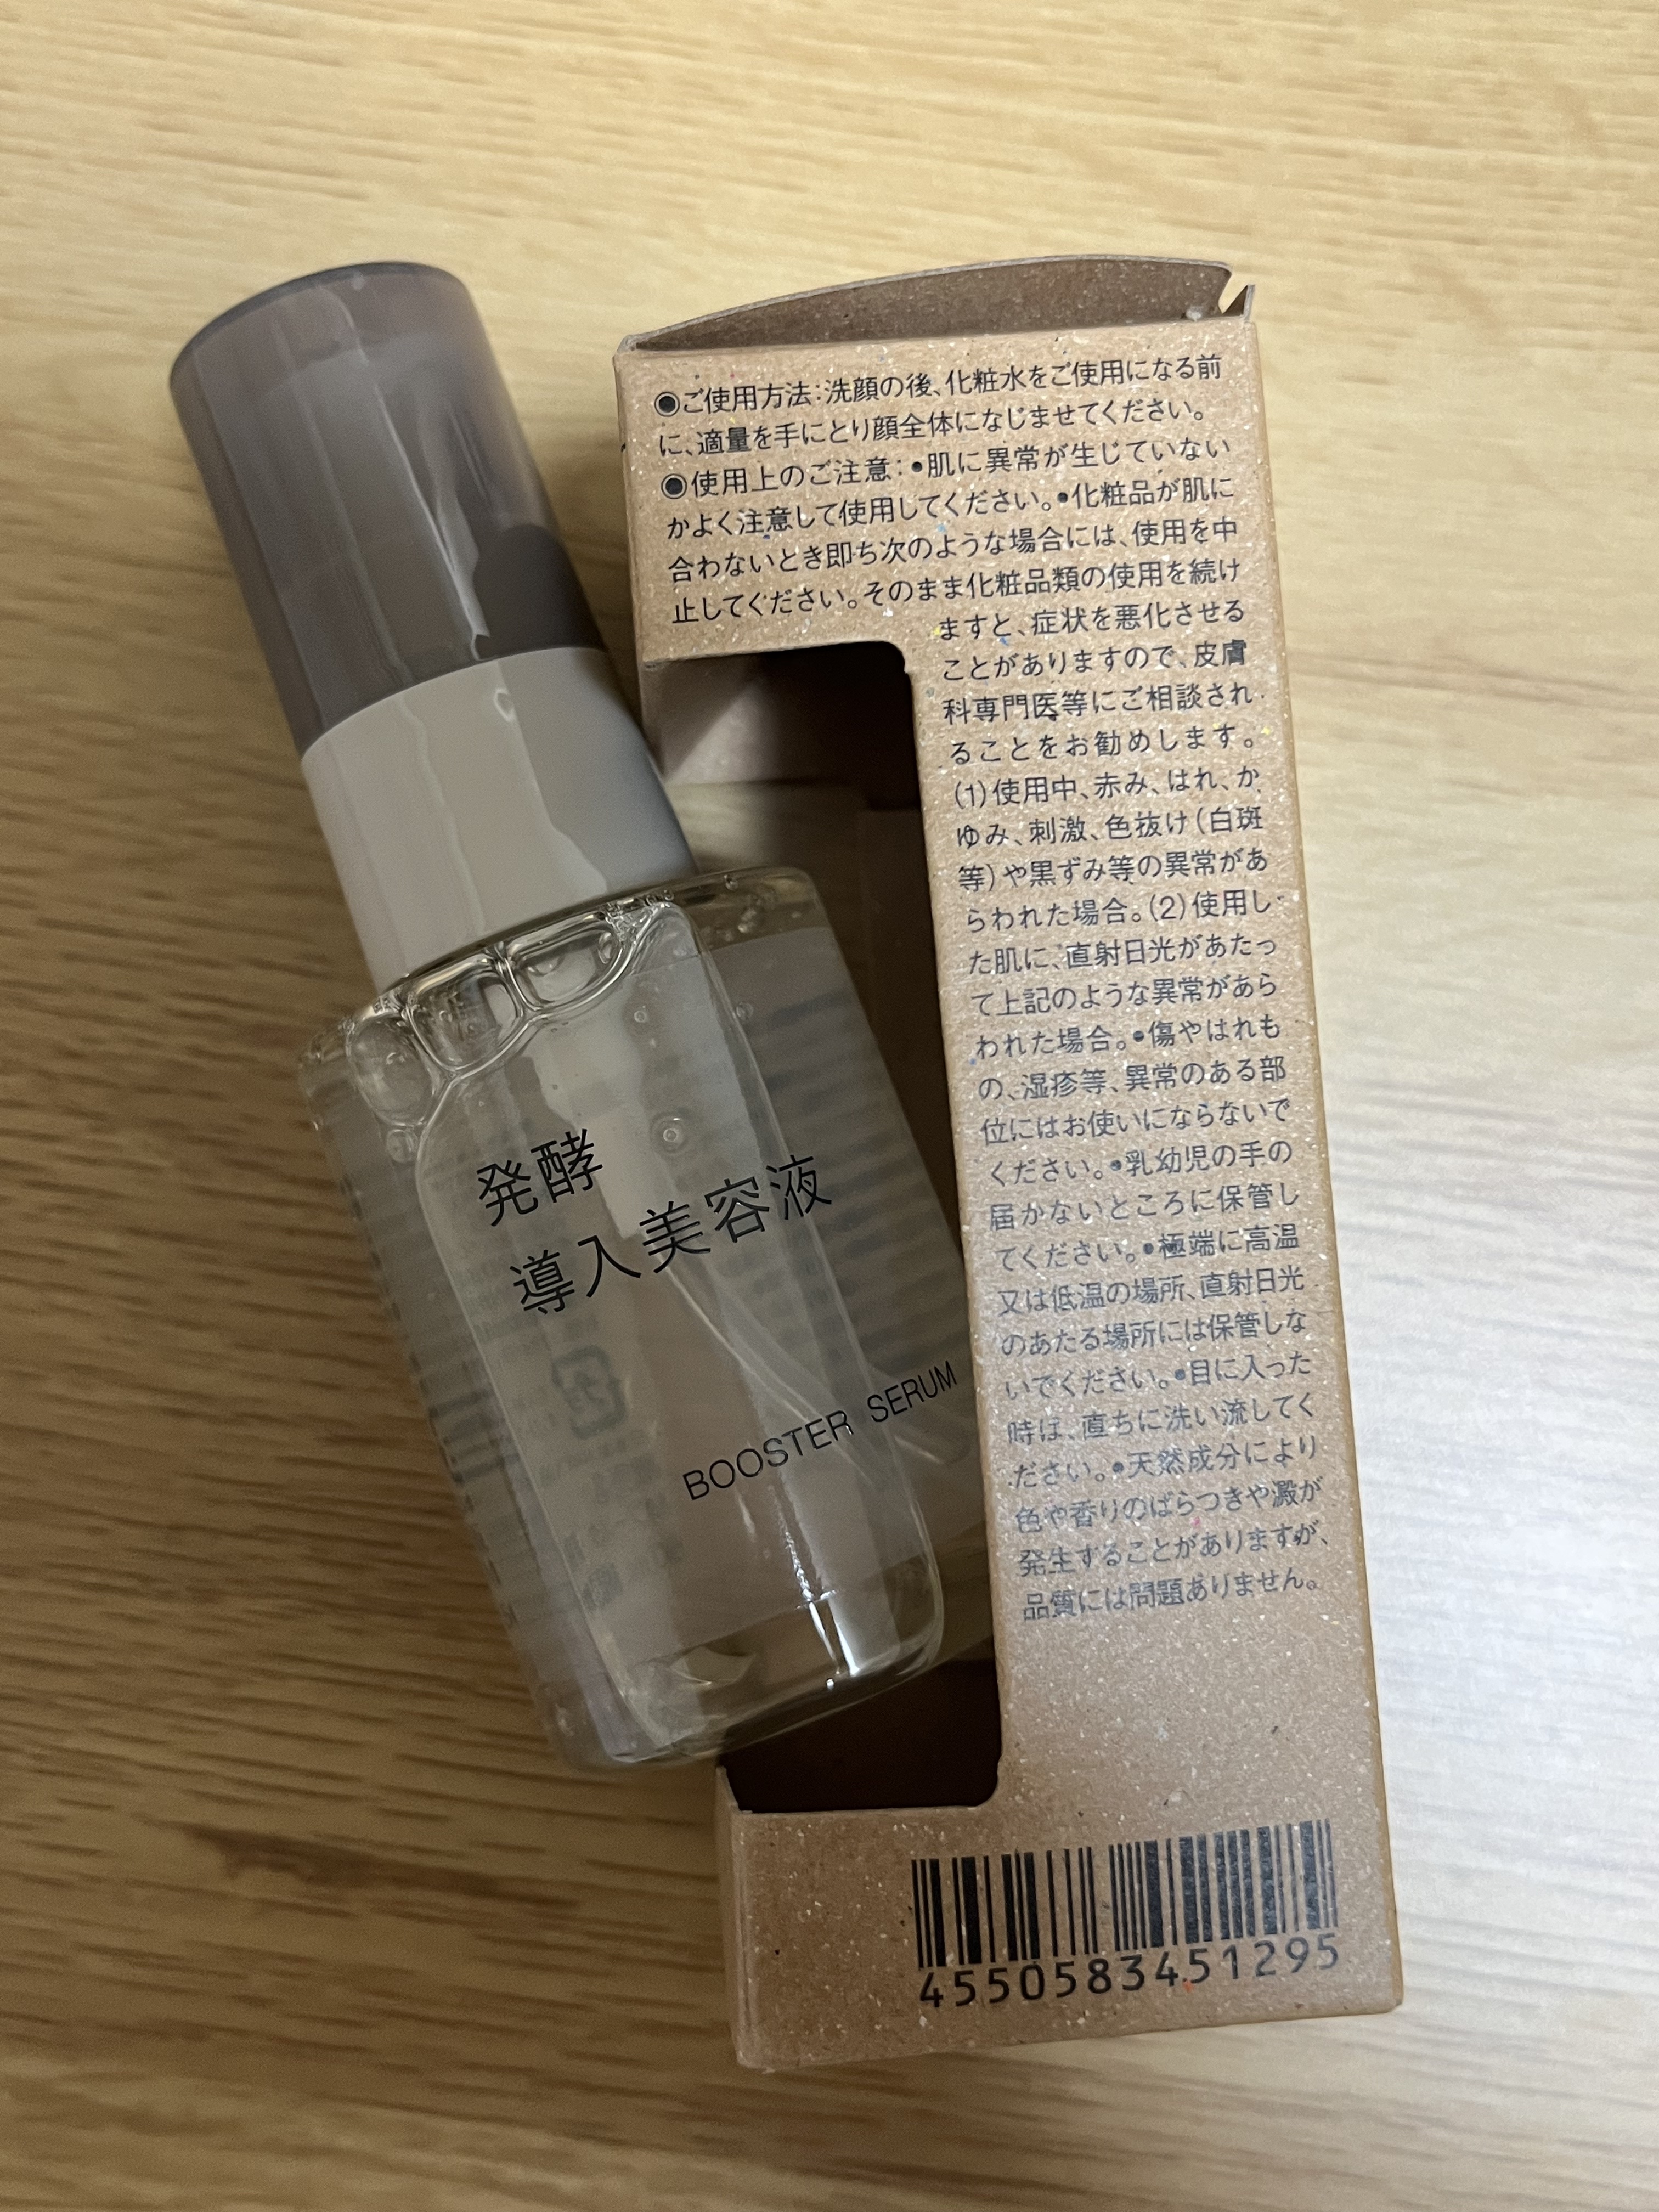 発酵
導入美容液
BOOSTER SERUM
◉ご使用方法：洗顔の後、化粧水をご使用になる前
に、適量を手にとり顔全体になじませてください。
◉使用上のご注意：•肌に異常が生じていない
かよく注意して使用してください。•化粧品が肌に
合わないとき即ち次のような場合には、使用を中
止してください。そのまま化粧品類の使用を続け
ますと、症状を悪化させる
ことがありますので、皮膚
科専門医等にご相談され
ることをお勧めします。
(1)使用中、赤み、はれ、か
ゆみ、刺激、色抜け(白斑
等)や黒ずみ等の異常があ
らわれた場合。(2)使用し
た肌に、直射日光があたっ
て上記のような異常があら
われた場合。•傷やはれも
の、湿疹等、異常のある部
位にはお使いにならないで
ください。•乳幼児の手の
届かないところに保管し
てください。•極端に高温
又は低温の場所、直射日光
のあたる場所には保管しな
いでください。•目に入った
時は、直ちに洗い流してく
ださい。•天然成分により
色や香りのばらつきや澱が
発生することがありますが、
品質には問題ありません。
4550583451295